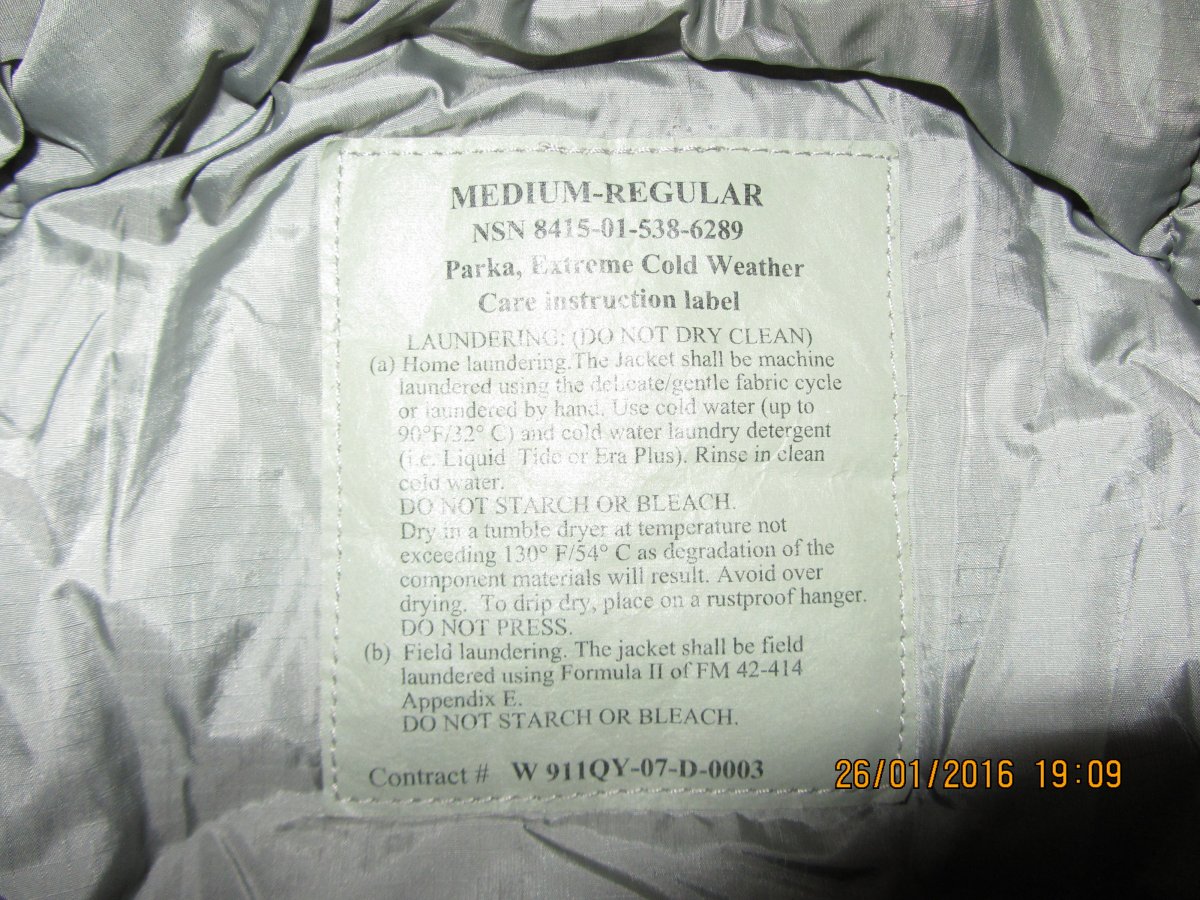 MEDIUM-REGULAR
NSN 8415-01-538-6289
Parka, Extreme Cold Weather
Care instruction label
LAUNDERING: (DO NOT DRY CLEAN)
(a) Home laundering.The Jacket shall be machine
laundered using the delicate/gentle fabric cycle
or laundered by hand. Use cold water (up to
90°F/32° C) and cold water laundry detergent
(i.e. Liquid Tide or Era Plus). Rinse in clean
cold water.
DO NOT STARCH OR BLEACH.
Dry in a tumble dryer at temperature not
exceeding 130° F/54° C as degradation of the
component materials will result. Avoid over
drying. To drip dry, place on a rustproof hanger.
DO NOT PRESS.
(b) Field laundering. The jacket shall be field
laundered using Formula II of FM 42-414
Appendix E.
DO NOT STARCH OR BLEACH.
Contract # W 911QY-07-D-0003
26/01/2016 19:09